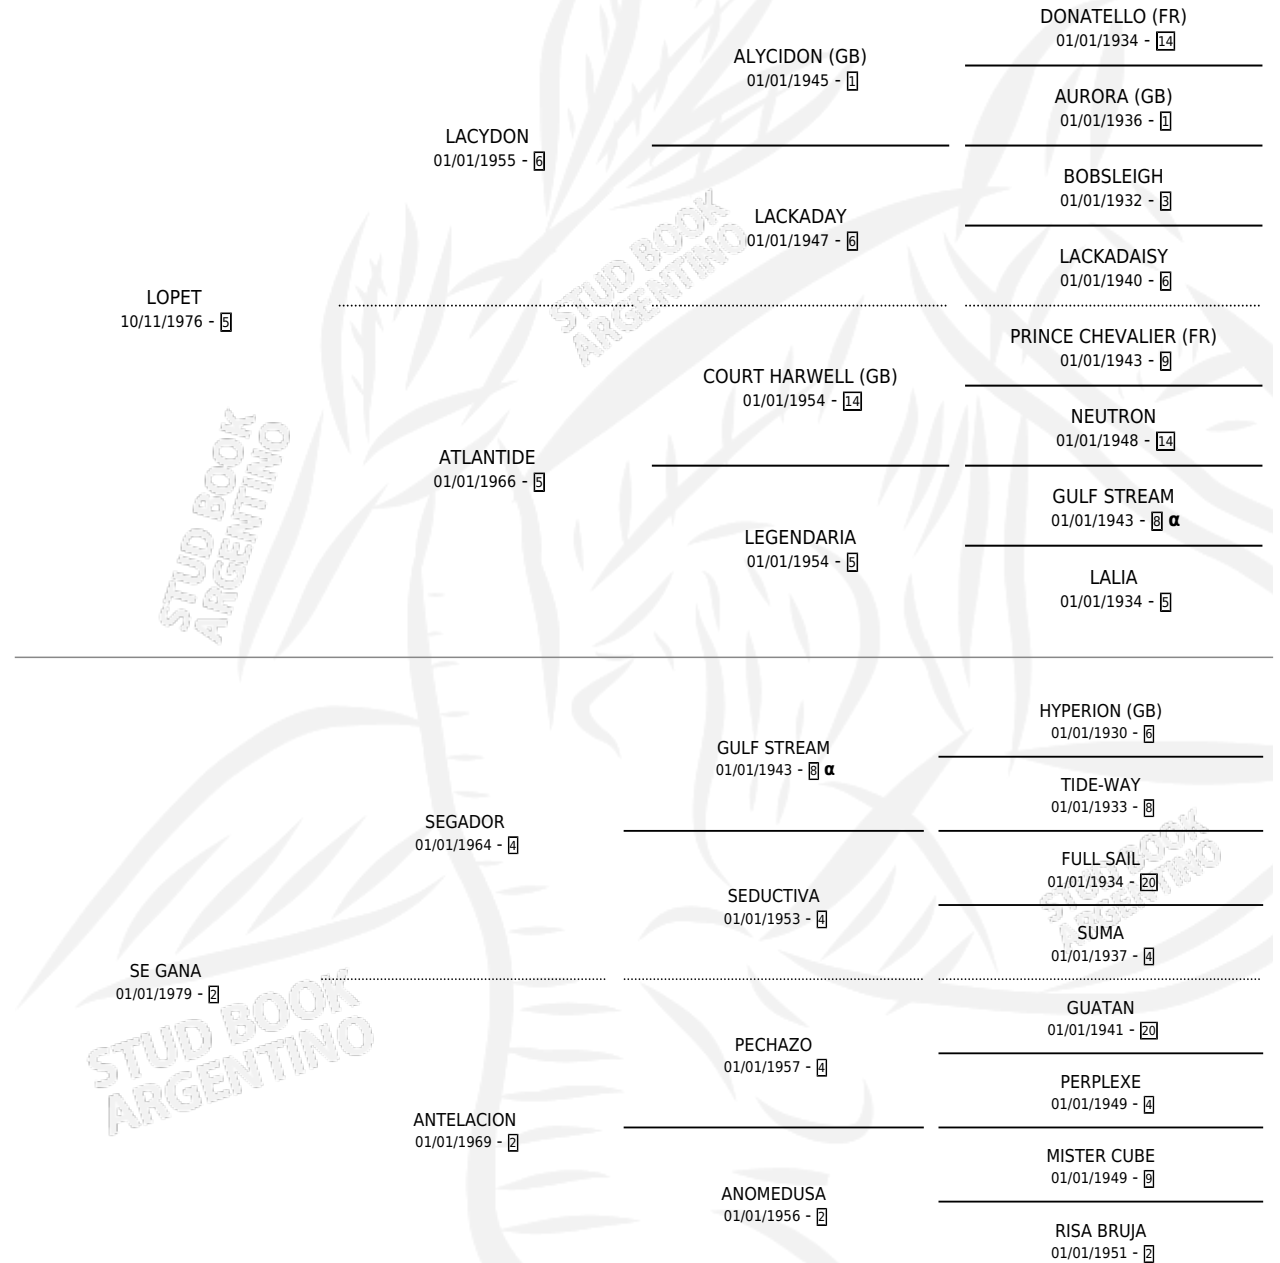 DONATELLO (FR)
01/01/1934 - 14
ALYCIDON (GB)
01/01/1945 - 1
AURORA (GB)
01/01/1936 - 1
LACYDON
01/01/1955 - 6
BOBSLEIGH
01/01/1932 - 3
LACKADAY
01/01/1947 - 6
LACKADAISY
01/01/1940 - 6
LOPET
10/11/1976 - 5
PRINCE CHEVALIER (FR)
01/01/1943 - 9
COURT HARWELL (GB)
01/01/1954 - 14
NEUTRON
01/01/1948 - 14
ATLANTIDE
01/01/1966 - 5
GULF STREAM
01/01/1943 - 8 α
LEGENDARIA
01/01/1954 - 5
LALIA
01/01/1934 - 5
STUD BOOK
ARGENTINO
STUD BOOK
ARGENTINO
HYPERION (GB)
01/01/1930 - 6
GULF STREAM
01/01/1943 - 8 α
TIDE-WAY
01/01/1933 - 8
SEGADOR
01/01/1964 - 4
FULL SAIL
01/01/1934 - 20
SEDUCTIVA
01/01/1953 - 4
SUMA
01/01/1937 - 4
SE GANA
01/01/1979 - 2
GUATAN
01/01/1941 - 20
PECHAZO
01/01/1957 - 4
PERPLEXE
01/01/1949 - 4
ANTELACION
01/01/1969 - 2
MISTER CUBE
01/01/1949 - 9
ANOMEDUSA
01/01/1956 - 2
RISA BRUJA
01/01/1951 - 2
STUD BOOK
ARGENTINO
STUD BOOK
ARGENTINO